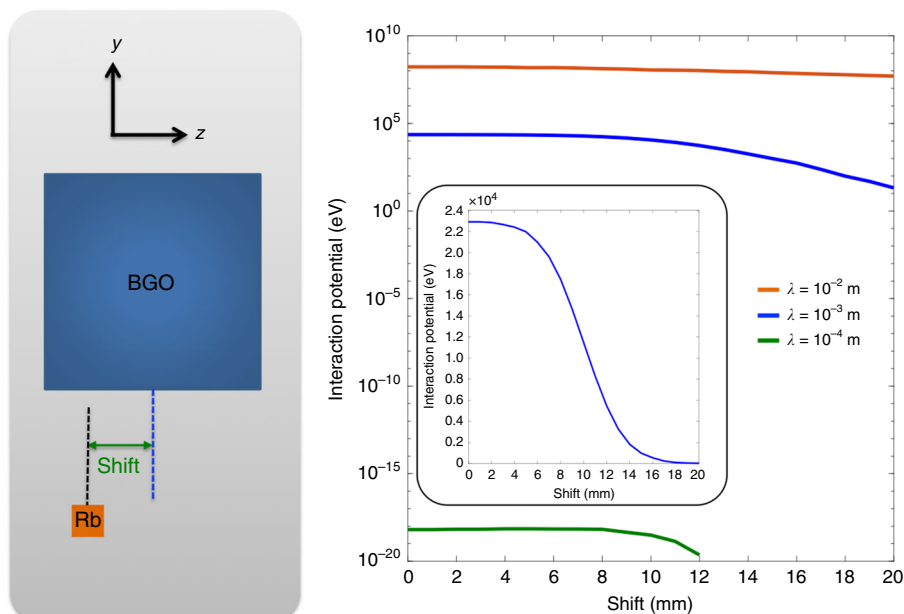 y
z
BGO
Shift
Rb
Interaction potential (eV)
10^10
10^5
10^0
10^−5
10^−10
10^−15
10^−20
0 2 4 6 8 10 12 14 16 18 20
Shift (mm)
×10^4
Interaction potential (eV)
2.4
2.2
2.0
1.8
1.6
1.4
1.2
1.0
0.8
0.6
0.4
0.2
0
0 2 4 6 8 10 12 14 16 18 20
Shift (mm)
λ = 10^−2 m
λ = 10^−3 m
λ = 10^−4 m